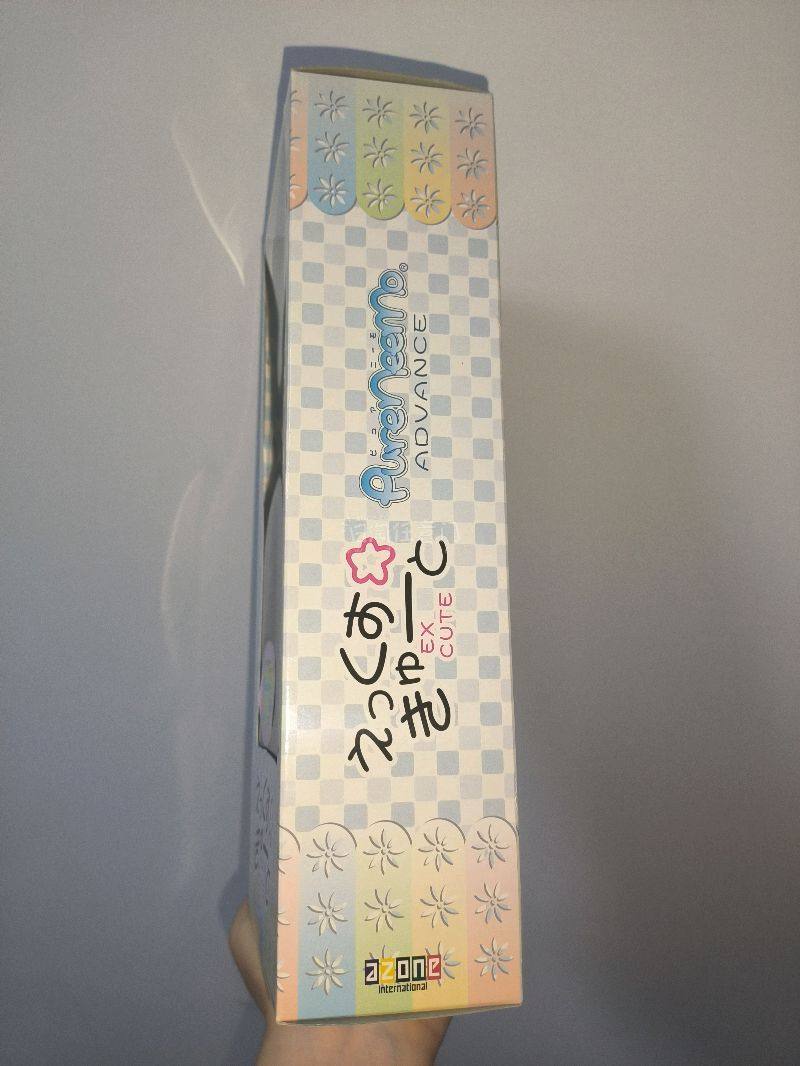 ピュア ニーモ
PureNeemo®
ADVANCE
えっくす☆
きゅーと
EX
CUTE
azone
international